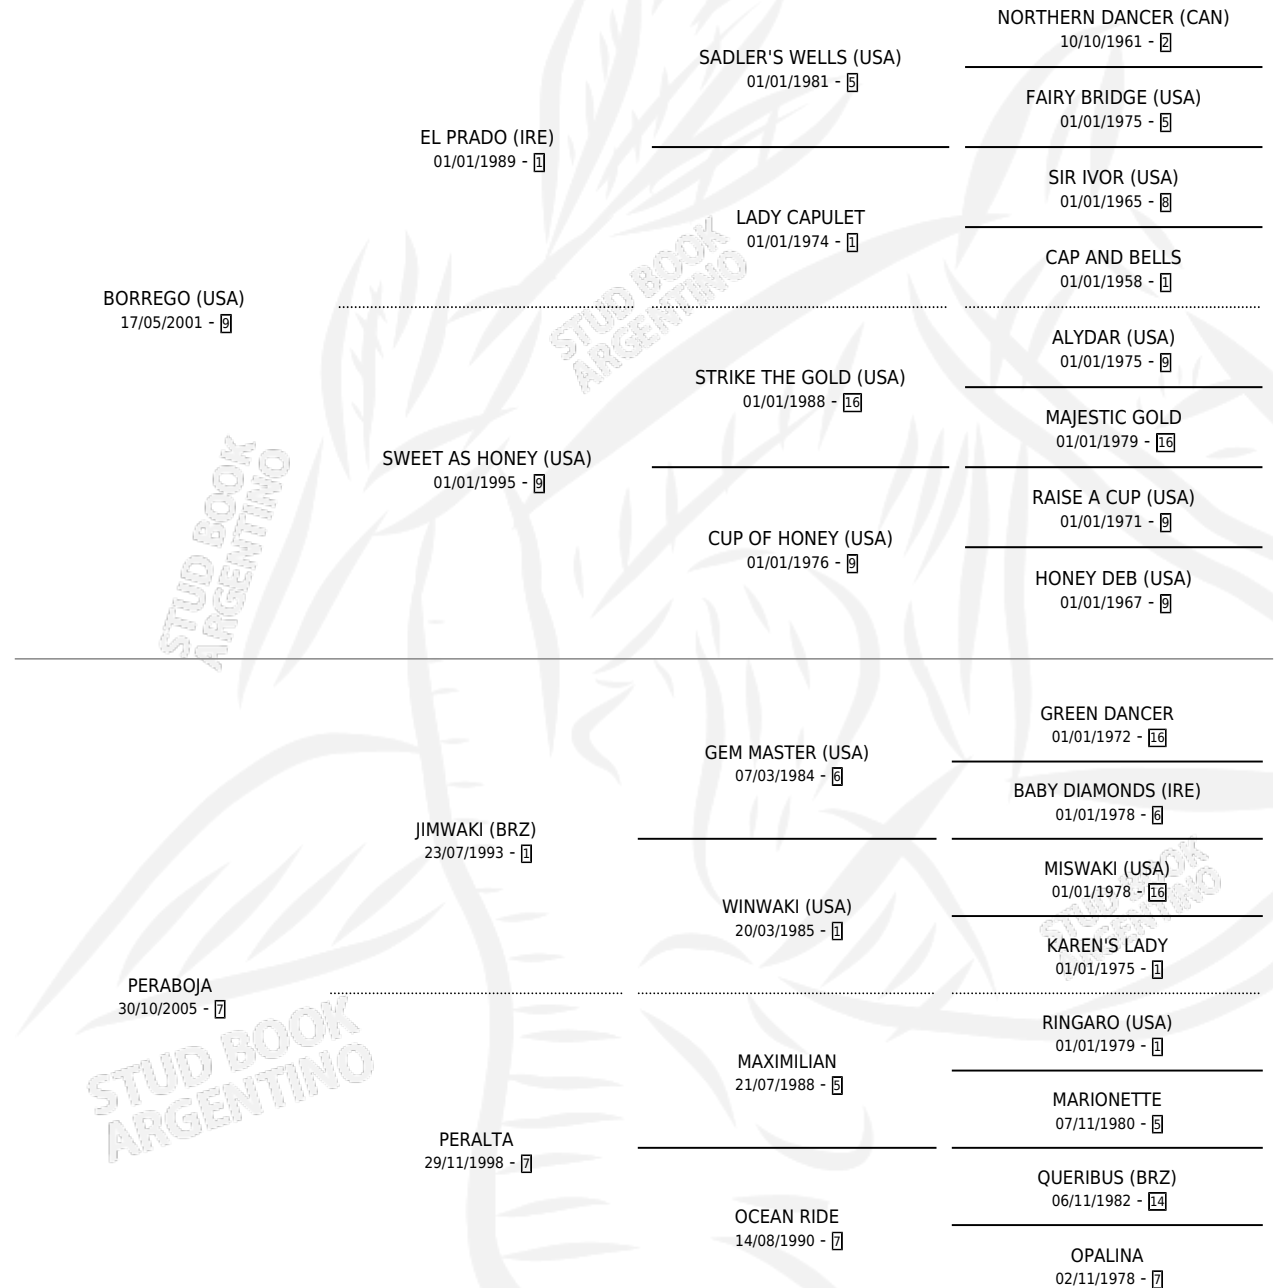 NORTHERN DANCER (CAN)
10/10/1961 - 2
SADLER'S WELLS (USA)
01/01/1981 - 5
FAIRY BRIDGE (USA)
01/01/1975 - 5
EL PRADO (IRE)
01/01/1989 - 1
SIR IVOR (USA)
01/01/1965 - 8
LADY CAPULET
01/01/1974 - 1
CAP AND BELLS
01/01/1958 - 1
BORREGO (USA)
17/05/2001 - 9
STUD BOOK
ARGENTINO
ALYDAR (USA)
01/01/1975 - 9
STRIKE THE GOLD (USA)
01/01/1988 - 16
MAJESTIC GOLD
01/01/1979 - 16
SWEET AS HONEY (USA)
01/01/1995 - 9
RAISE A CUP (USA)
01/01/1971 - 9
CUP OF HONEY (USA)
01/01/1976 - 9
HONEY DEB (USA)
01/01/1967 - 9
STUD BOOK
ARGENTINO
GREEN DANCER
01/01/1972 - 16
GEM MASTER (USA)
07/03/1984 - 6
BABY DIAMONDS (IRE)
01/01/1978 - 6
JIMWAKI (BRZ)
23/07/1993 - 1
MISWAKI (USA)
01/01/1978 - 16
WINWAKI (USA)
20/03/1985 - 1
STUD BOOK
ARGENTINO
KAREN'S LADY
01/01/1975 - 1
PERABOJA
30/10/2005 - 7
RINGARO (USA)
01/01/1979 - 1
MAXIMILIAN
21/07/1988 - 5
STUD BOOK
ARGENTINO
MARIONETTE
07/11/1980 - 5
PERALTA
29/11/1998 - 7
QUERIBUS (BRZ)
06/11/1982 - 14
OCEAN RIDE
14/08/1990 - 7
OPALINA
02/11/1978 - 7